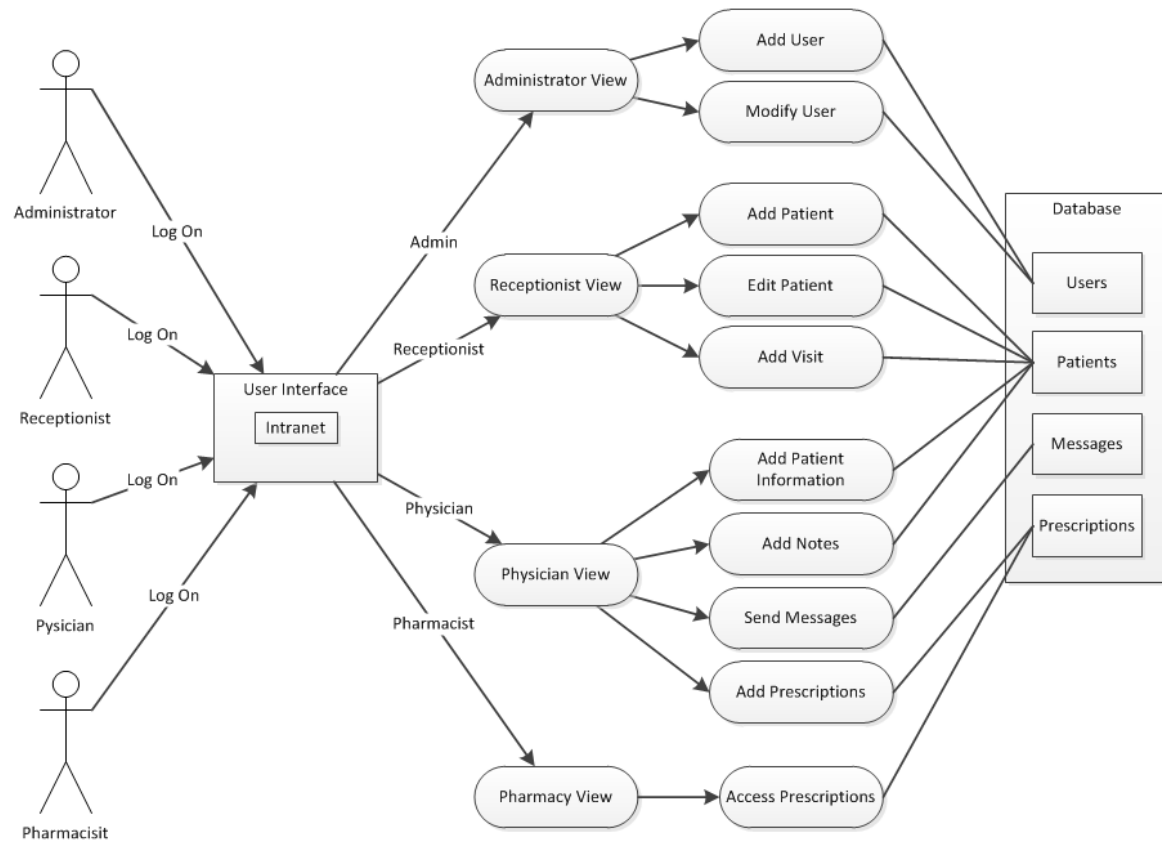 Administrator
Receptionist
Pysician
Pharmacisit
Log On
Log On
Log On
Log On
User Interface
Intranet
Admin
Receptionist
Physician
Pharmacist
Administrator View
Receptionist View
Physician View
Pharmacy View
Add User
Modify User
Add Patient
Edit Patient
Add Visit
Add Patient
Information
Add Notes
Send Messages
Add Prescriptions
Access Prescriptions
Database
Users
Patients
Messages
Prescriptions